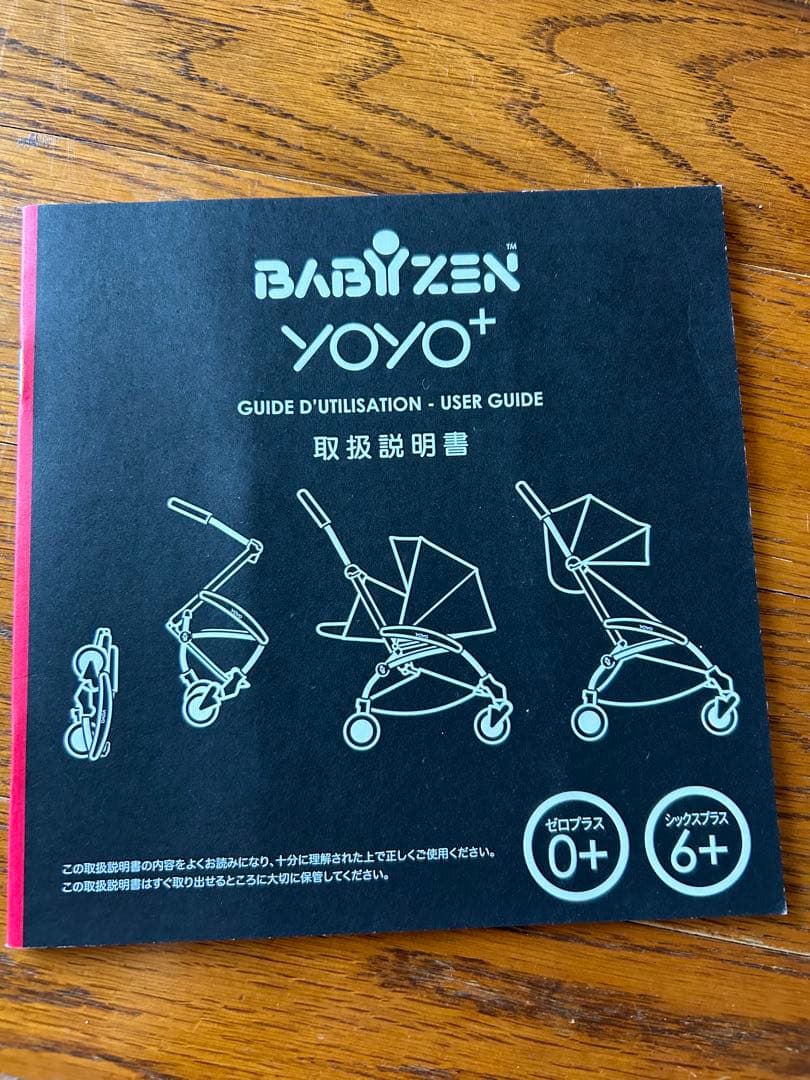 BABYZEN™
YOYO+
GUIDE D'UTILISATION - USER GUIDE
取扱説明書
ゼロプラス
0+
シックスプラス
6+
この取扱説明書の内容をよくお読みになり、十分に理解された上で正しくご使用ください。
この取扱説明書はすぐ取り出せるところに大切に保管してください。